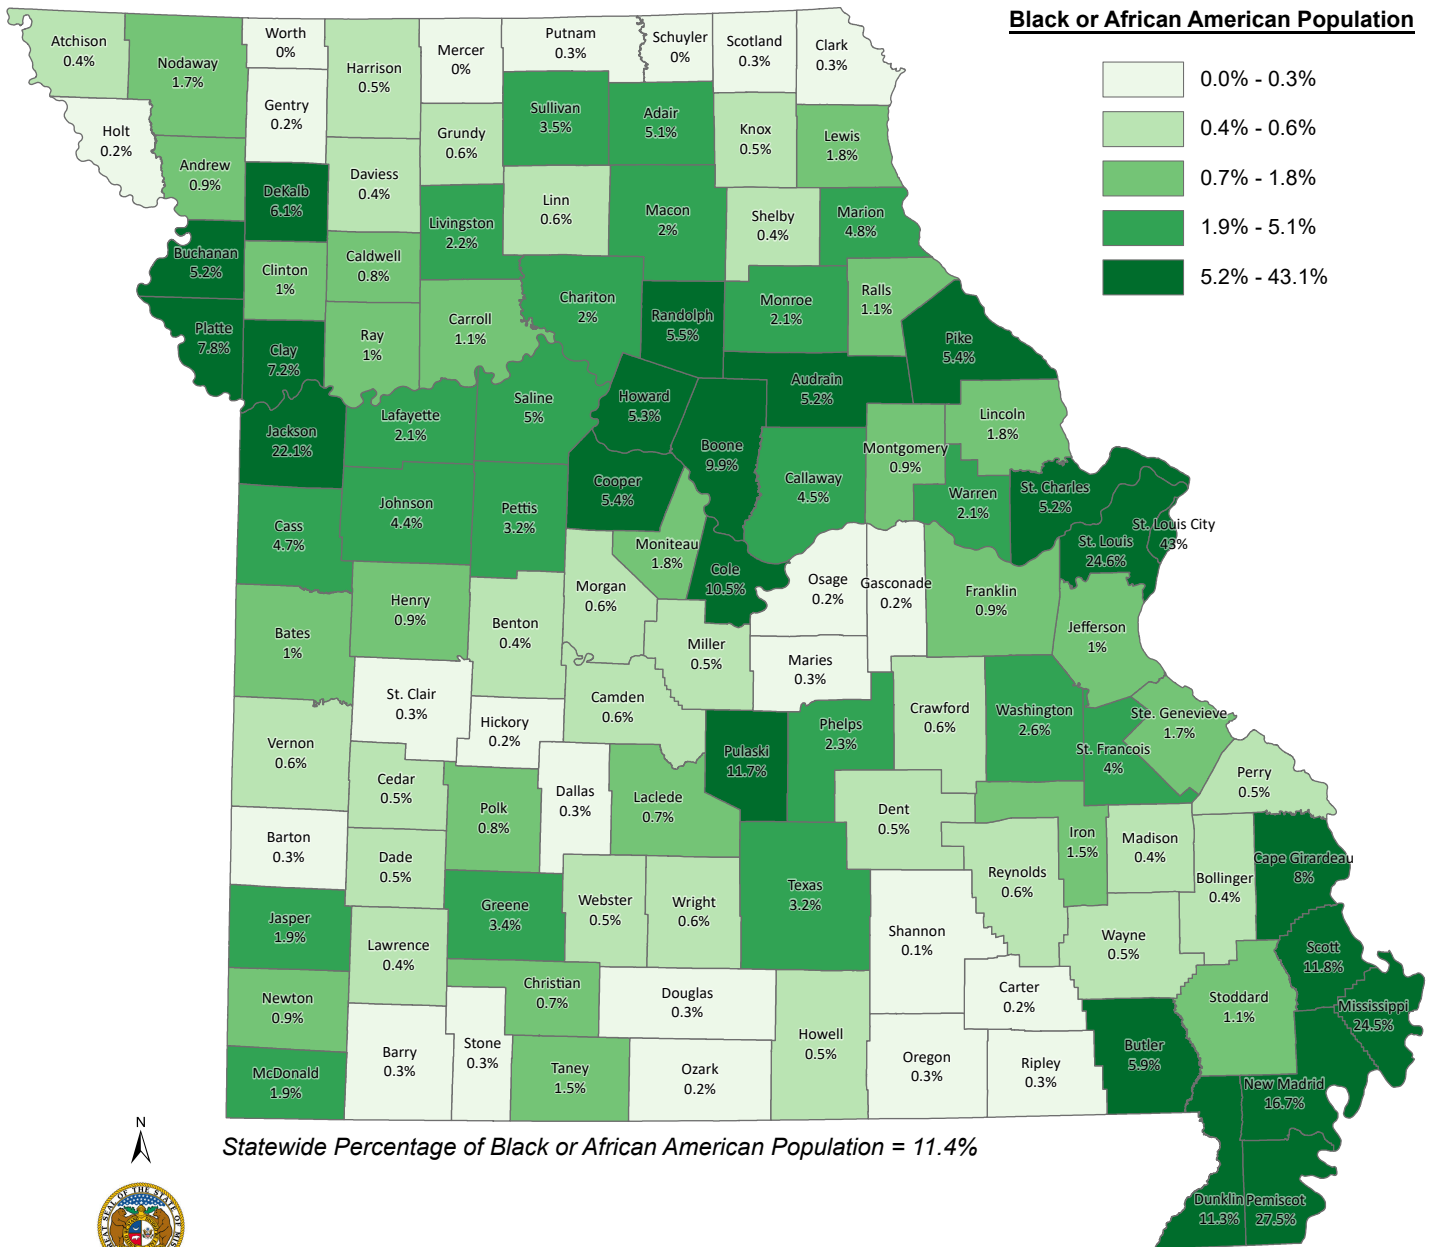 Black or African American Population
0.0% - 0.3%
0.4% - 0.6%
0.7% - 1.8%
1.9% - 5.1%
5.2% - 43.1%
Atchison
0.4%
Nodaway
1.7%
Worth
0%
Harrison
0.5%
Mercer
0%
Putnam
0.3%
Schuyler
0%
Scotland
0.3%
Clark
0.3%
Holt
0.2%
Gentry
0.2%
Grundy
0.6%
Sullivan
3.5%
Adair
5.1%
Knox
0.5%
Lewis
1.8%
Andrew
0.9%
DeKalb
6.1%
Daviess
0.4%
Livingston
2.2%
Linn
0.6%
Macon
2%
Shelby
0.4%
Marion
4.8%
Buchanan
5.2%
Clinton
1%
Caldwell
0.8%
Chariton
2%
Randolph
5.5%
Monroe
2.1%
Ralls
1.1%
Pike
5.4%
Platte
7.8%
Clay
7.2%
Ray
1%
Carroll
1.1%
Saline
5%
Howard
5.3%
Audrain
5.2%
Jackson
22.1%
Lafayette
2.1%
Boone
9.9%
Callaway
4.5%
Montgomery
0.9%
Lincoln
1.8%
Cass
4.7%
Johnson
4.4%
Pettis
3.2%
Cooper
5.4%
Moniteau
1.8%
Cole
10.5%
Warren
2.1%
St. Charles
5.2%
St. Louis City
43%
St. Louis
24.6%
Bates
1%
Henry
0.9%
Benton
0.4%
Morgan
0.6%
Miller
0.5%
Osage
0.2%
Gasconade
0.2%
Franklin
0.9%
Jefferson
1%
Maries
0.3%
Vernon
0.6%
St. Clair
0.3%
Hickory
0.2%
Camden
0.6%
Pulaski
11.7%
Phelps
2.3%
Crawford
0.6%
Washington
2.6%
St. Francois
4%
Ste. Genevieve
1.7%
Perry
0.5%
Cedar
0.5%
Polk
0.8%
Dallas
0.3%
Laclede
0.7%
Dent
0.5%
Iron
1.5%
Madison
0.4%
Bollinger
0.4%
Cape Girardeau
8%
Barton
0.3%
Dade
0.5%
Greene
3.4%
Webster
0.5%
Wright
0.6%
Texas
3.2%
Reynolds
0.6%
Jasper
1.9%
Lawrence
0.4%
Shannon
0.1%
Wayne
0.5%
Scott
11.8%
Newton
0.9%
Christian
0.7%
Douglas
0.3%
Howell
0.5%
Carter
0.2%
Stoddard
1.1%
Mississippi
24.5%
McDonald
1.9%
Barry
0.3%
Stone
0.3%
Taney
1.5%
Ozark
0.2%
Oregon
0.3%
Ripley
0.3%
Butler
5.9%
New Madrid
16.7%
Dunklin
11.3%
Pemiscot
27.5%
N
Statewide Percentage of Black or African American Population = 11.4%